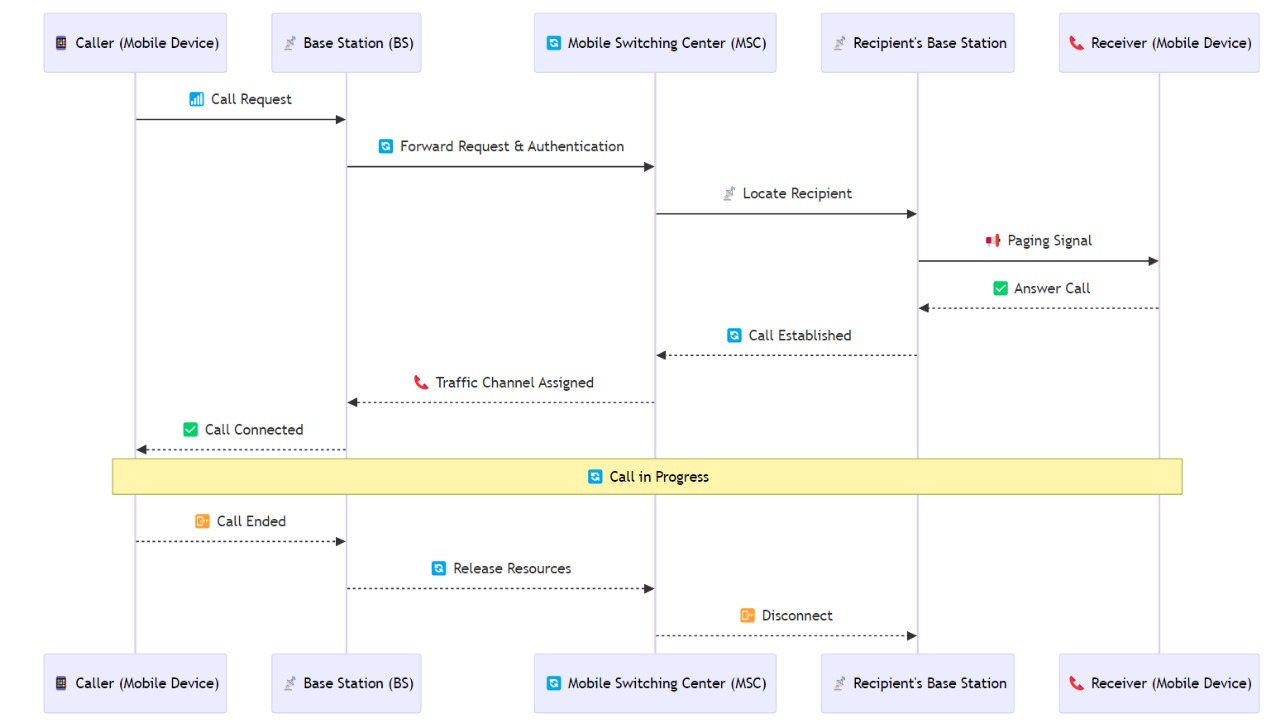 Caller (Mobile Device)
Base Station (BS)
Mobile Switching Center (MSC)
Recipient's Base Station
Receiver (Mobile Device)
Call Request
Forward Request & Authentication
Locate Recipient
Paging Signal
Answer Call
Call Established
Traffic Channel Assigned
Call Connected
Call in Progress
Call Ended
Release Resources
Disconnect
Caller (Mobile Device)
Base Station (BS)
Mobile Switching Center (MSC)
Recipient's Base Station
Receiver (Mobile Device)